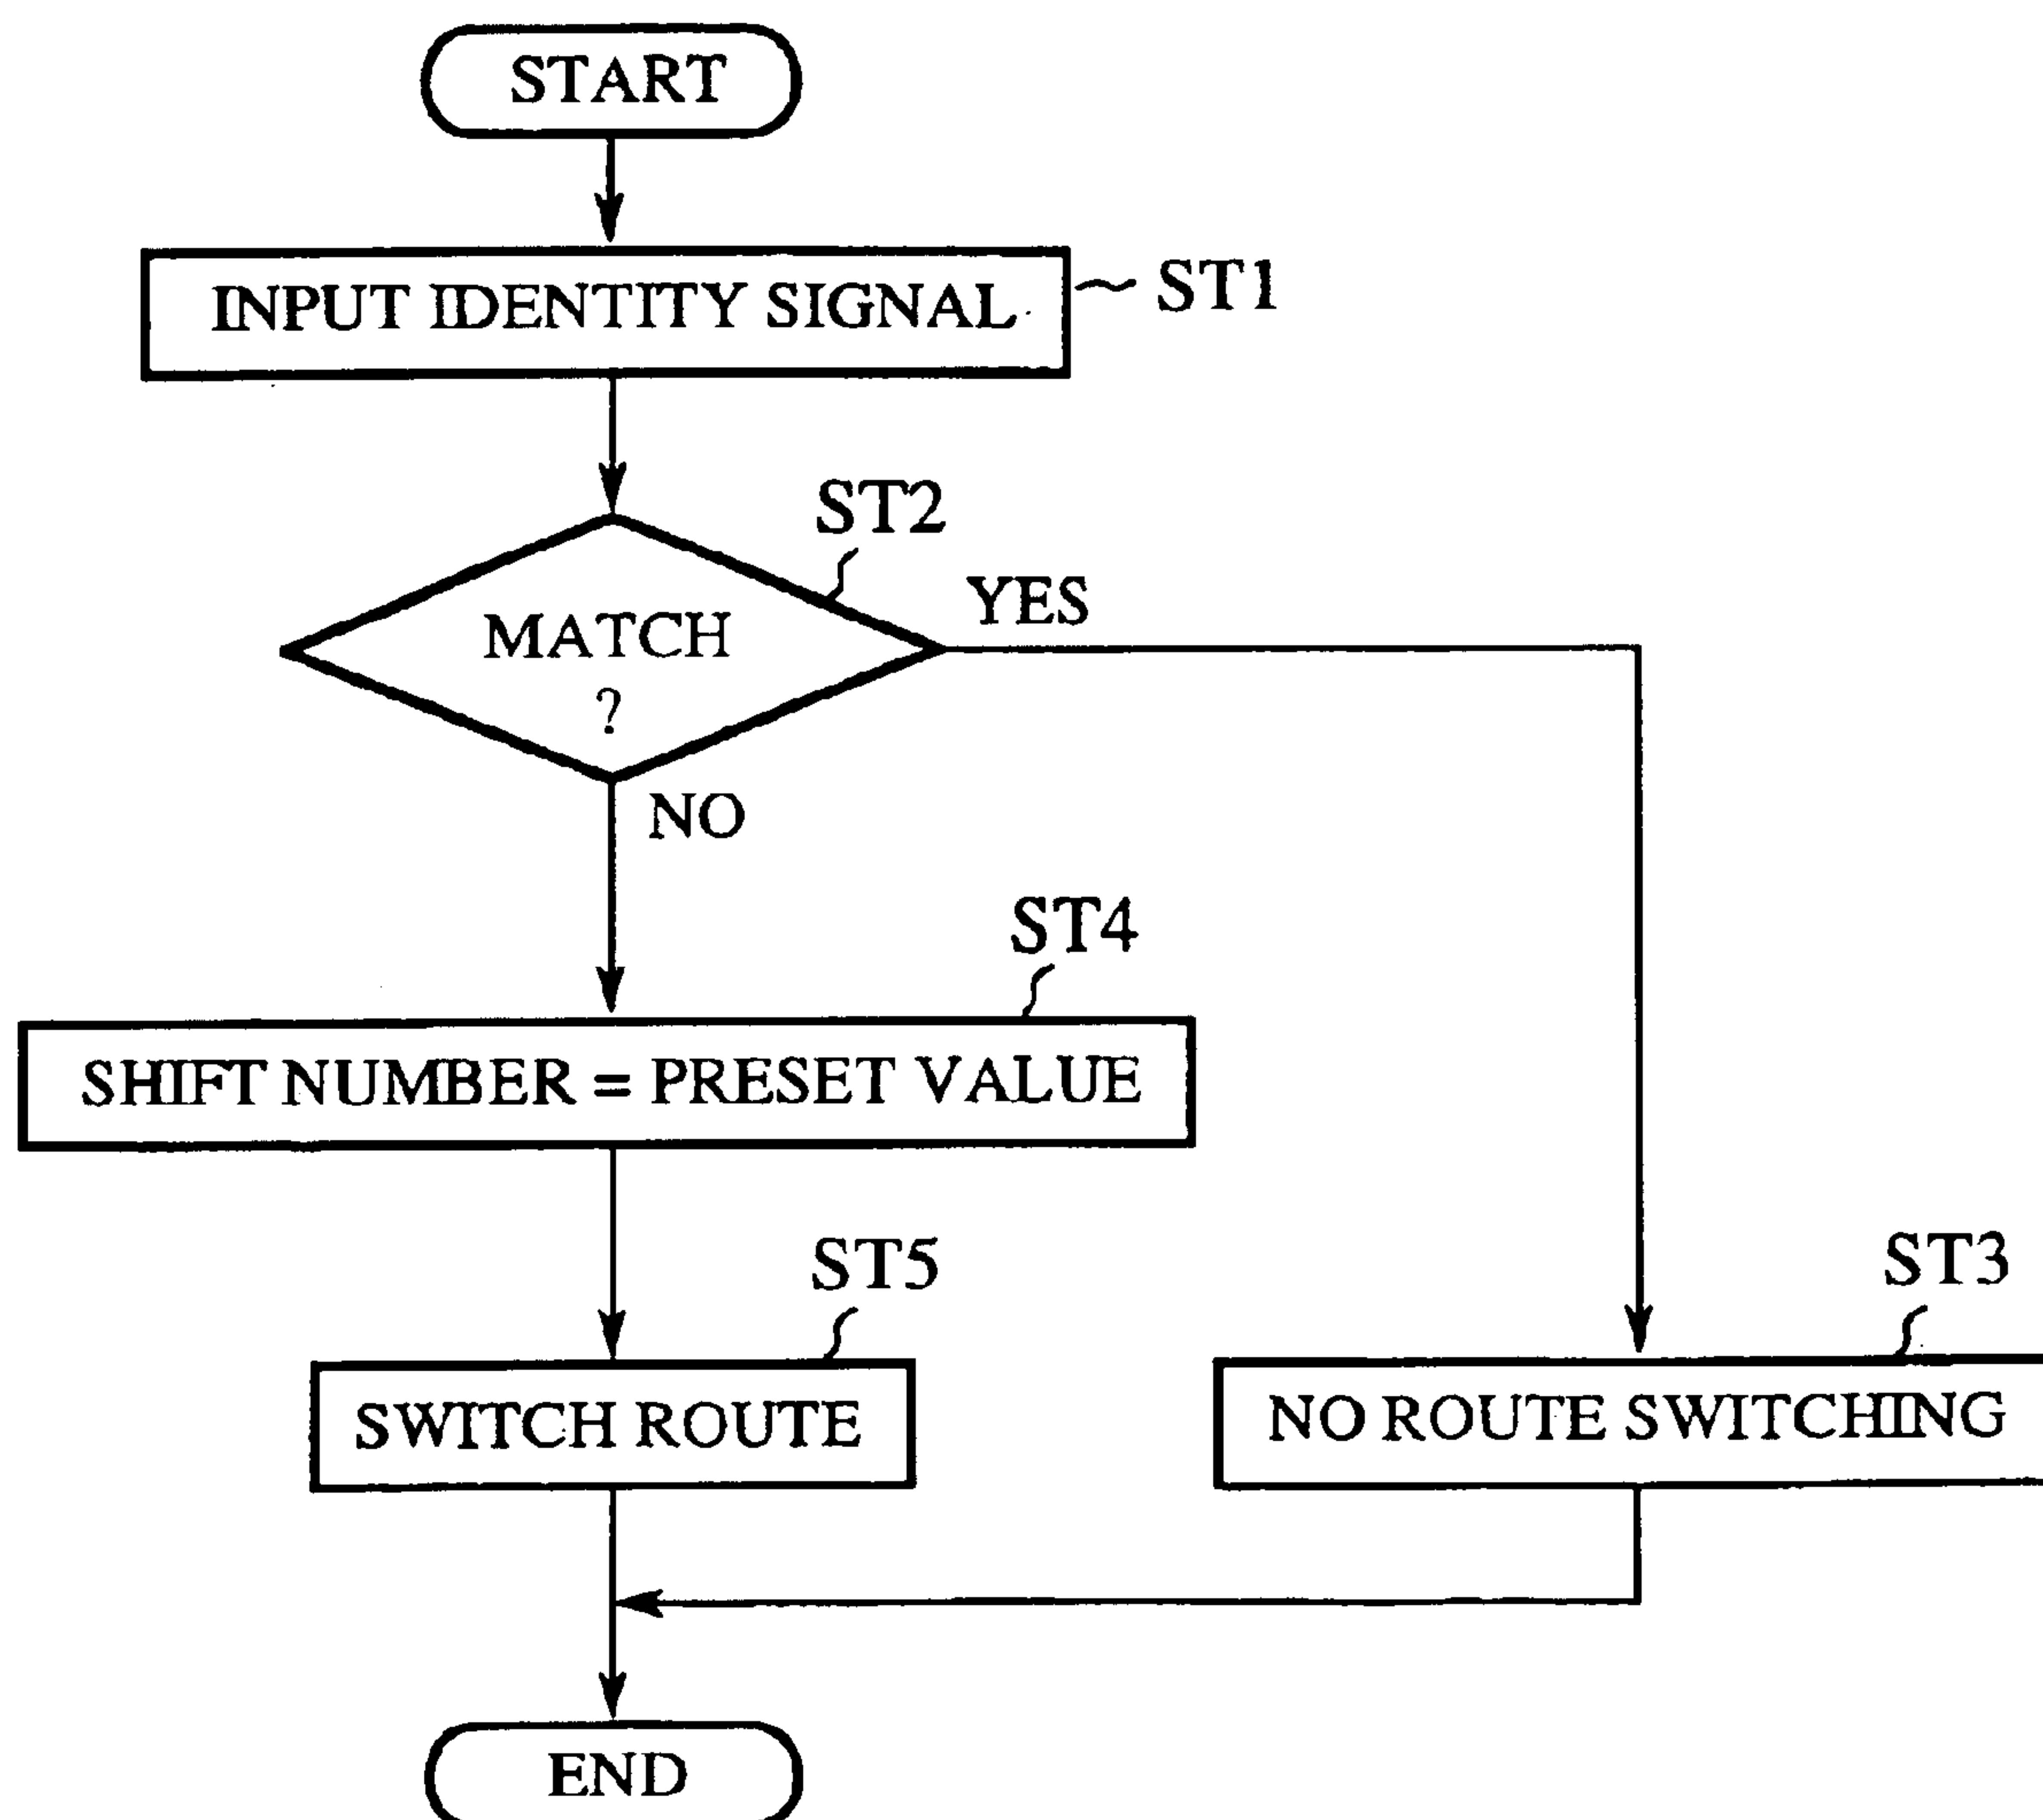 START
INPUT IDENTITY SIGNAL
ST1
ST2
MATCH
?
YES
NO
ST4
SHIFT NUMBER = PRESET VALUE
ST5
SWITCH ROUTE
ST3
NO ROUTE SWITCHING
END